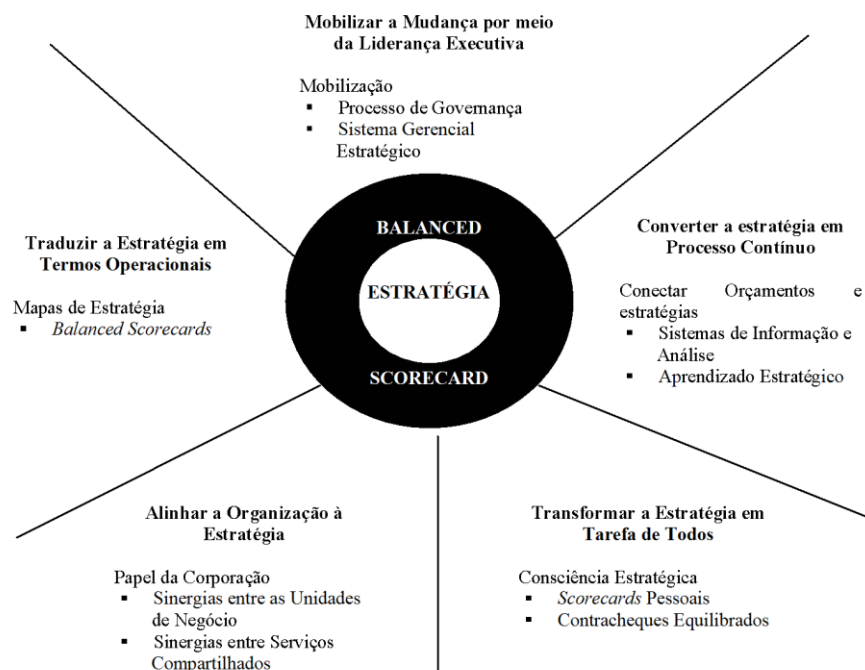 Mobilizar a Mudança por meio
da Liderança Executiva
Mobilização
▪ Processo de Governança
▪ Sistema Gerencial
Estratégico
Traduzir a Estratégia em
Termos Operacionais
Mapas de Estratégia
▪ Balanced Scorecards
BALANCED
ESTRATÉGIA
SCORECARD
Converter a estratégia em
Processo Contínuo
Conectar Orçamentos e
estratégias
▪ Sistemas de Informação e
Análise
▪ Aprendizado Estratégico
Alinhar a Organização à
Estratégia
Papel da Corporação
▪ Sinergias entre as Unidades
de Negócio
▪ Sinergias entre Serviços
Compartilhados
Transformar a Estratégia em
Tarefa de Todos
Consciência Estratégica
▪ Scorecards Pessoais
▪ Contracheques Equilibrados